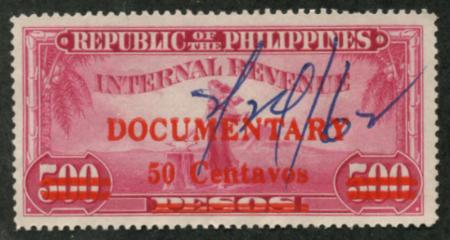 REPUBLIC OF THE PHILIPPINES
INTERNAL REVENUE
DOCUMENTARY
50 Centavos
500 500
PESOS